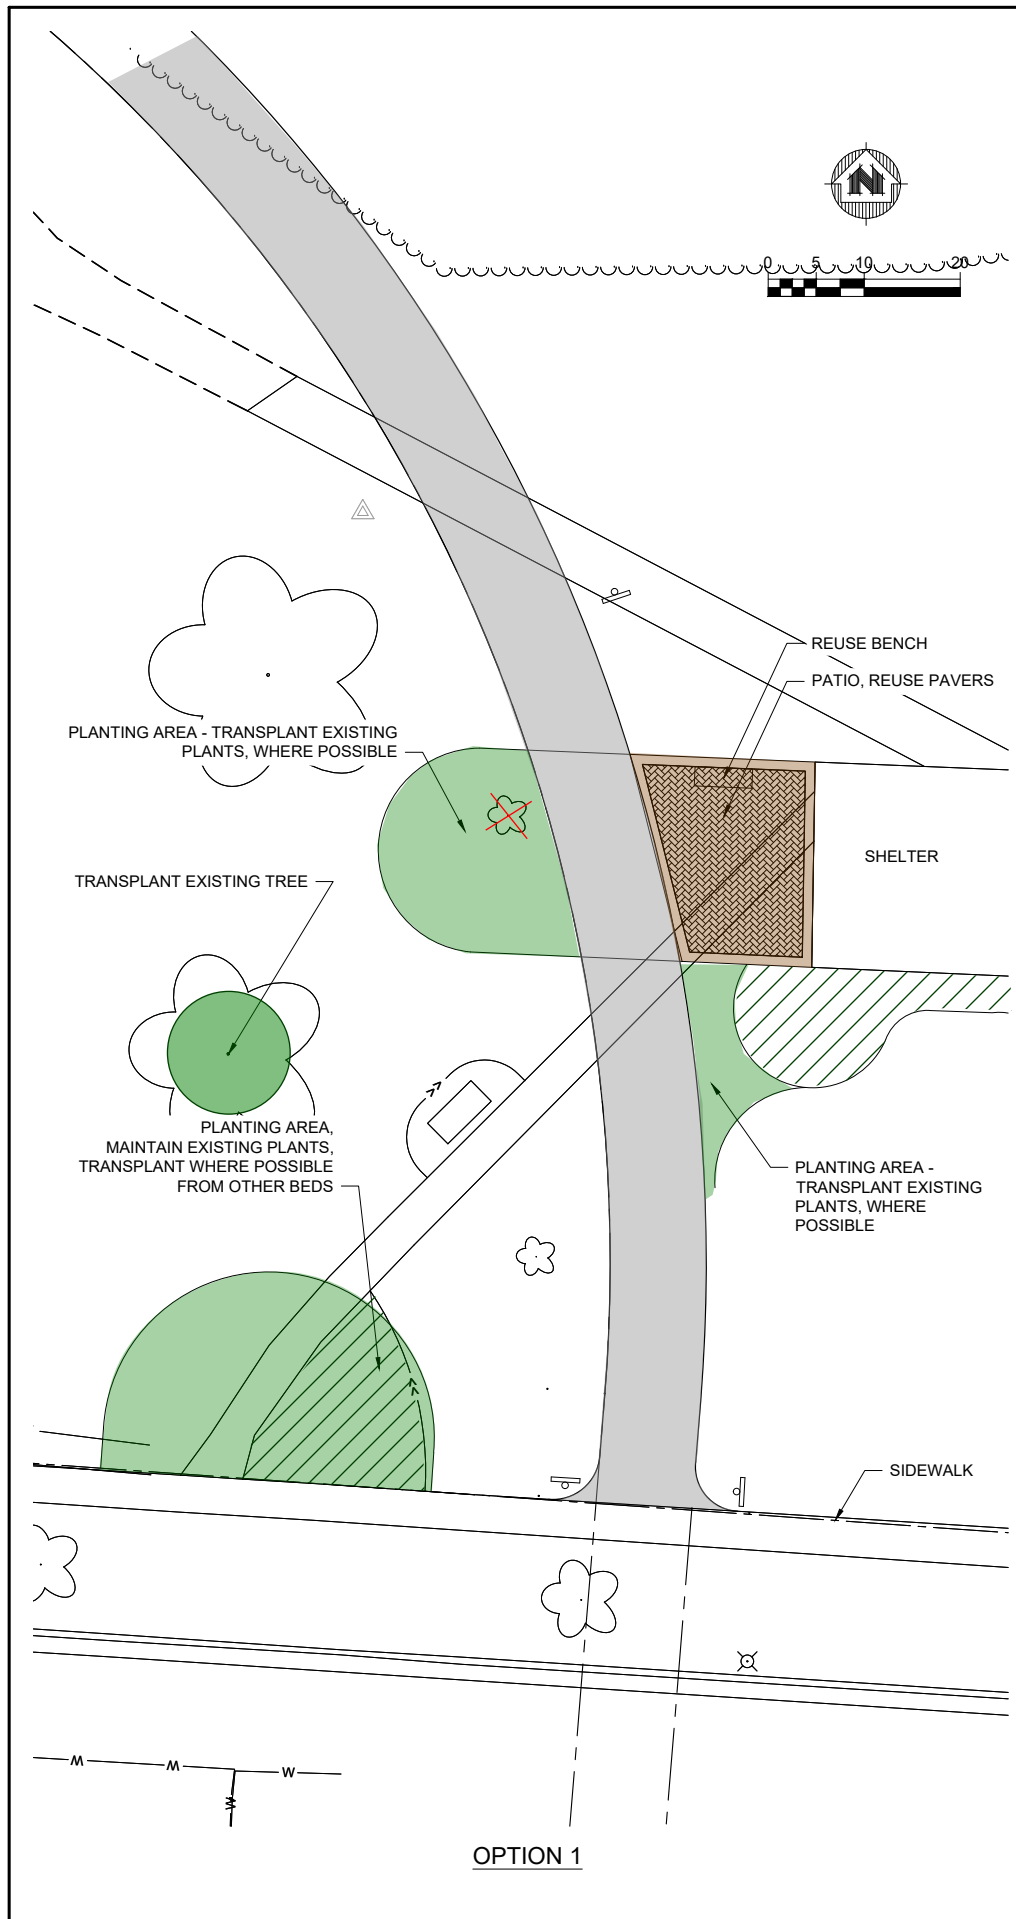 N
0 5 10 20
REUSE BENCH
PATIO, REUSE PAVERS
PLANTING AREA - TRANSPLANT EXISTING
PLANTS, WHERE POSSIBLE
SHELTER
TRANSPLANT EXISTING TREE
PLANTING AREA,
MAINTAIN EXISTING PLANTS,
TRANSPLANT WHERE POSSIBLE
FROM OTHER BEDS
PLANTING AREA -
TRANSPLANT EXISTING
PLANTS, WHERE
POSSIBLE
SIDEWALK
W
W
W
W
OPTION 1